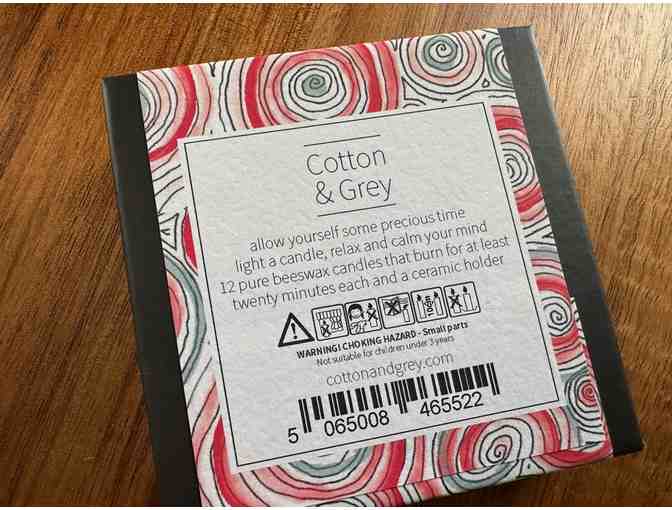 Cotton
& Grey
allow yourself some precious time
light a candle, relax and calm your mind
12 pure beeswax candles that burn for at least
twenty minutes each and a ceramic holder
WARNING! CHOKING HAZARD - Small parts
Not suitable for children under 3 years
cottonandgrey.com
5 065008 465522